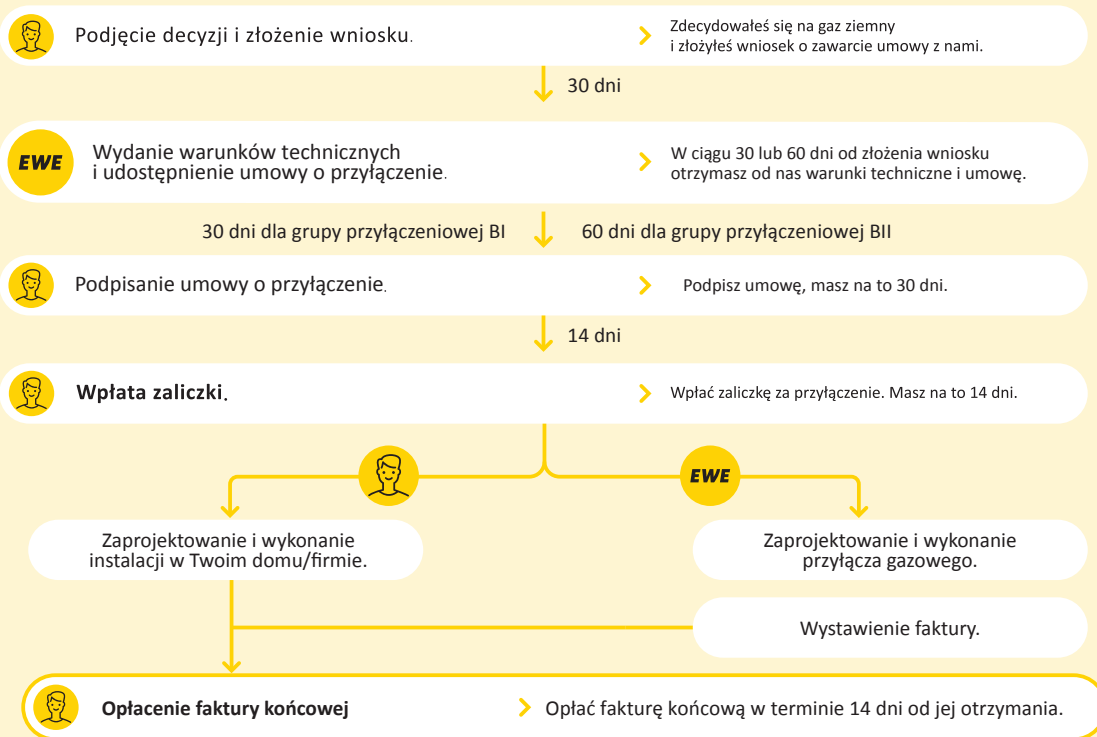 Podjęcie decyzji i złożenie wniosku.
Zdecydowałeś się na gaz ziemny
i złożyłeś wniosek o zawarcie umowy z nami.
30 dni
EWE
Wydanie warunków technicznych
i udostępnienie umowy o przyłączenie.
W ciągu 30 lub 60 dni od złożenia wniosku
otrzymasz od nas warunki techniczne i umowę.
30 dni dla grupy przyłączeniowej BI
60 dni dla grupy przyłączeniowej BII
Podpisanie umowy o przyłączenie.
Podpisz umowę, masz na to 30 dni.
14 dni
Wpłata zaliczki.
Wpłać zaliczkę za przyłączenie. Masz na to 14 dni.
EWE
Zaprojektowanie i wykonanie
instalacji w Twoim domu/firmie.
Zaprojektowanie i wykonanie
przyłącza gazowego.
Wystawienie faktury.
Opłacenie faktury końcowej
Opłać fakturę końcową w terminie 14 dni od jej otrzymania.